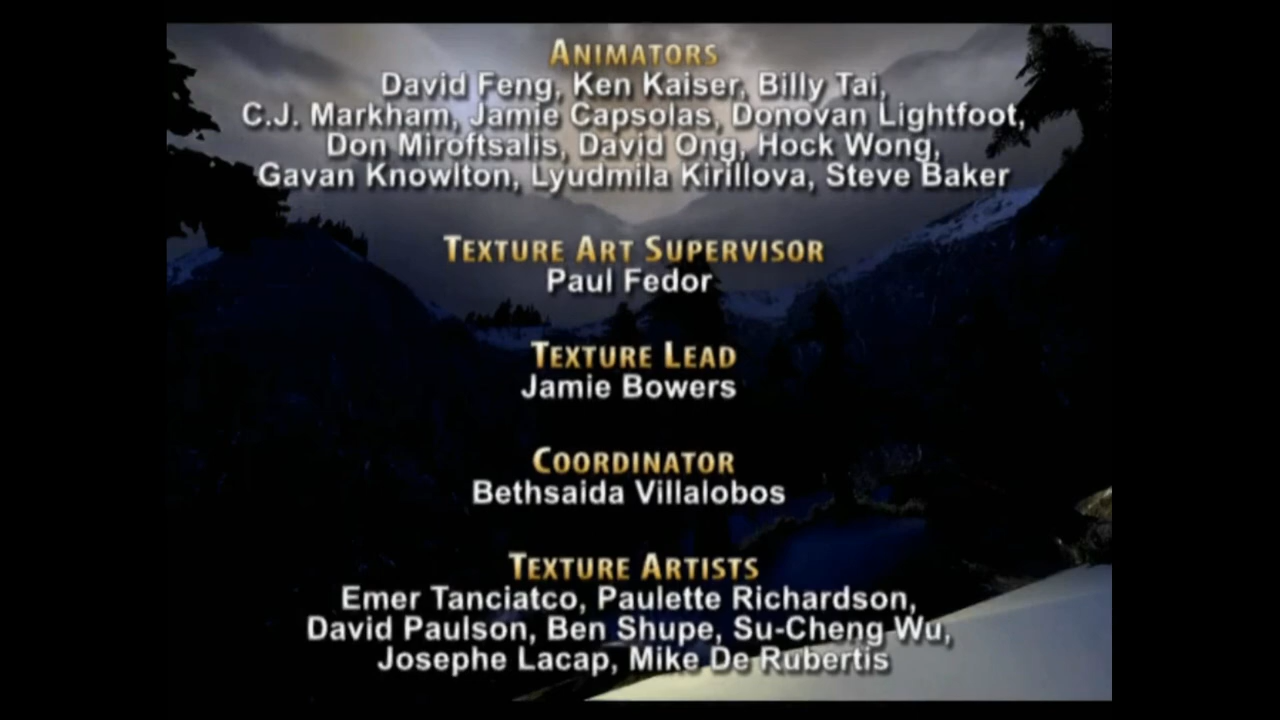 ANIMATORS
David Feng, Ken Kaiser, Billy Tai,
C.J. Markham, Jamie Capsolas, Donovan Lightfoot,
Don Miroftsalis, David Ong, Hock Wong,
Gavan Knowlton, Lyudmila Kirillova, Steve Baker
TEXTURE ART SUPERVISOR
Paul Fedor
TEXTURE LEAD
Jamie Bowers
COORDINATOR
Bethsaida Villalobos
TEXTURE ARTISTS
Emer Tanciatco, Paulette Richardson,
David Paulson, Ben Shupe, Su-Cheng Wu,
Josephe Lacap, Mike De Rubertis